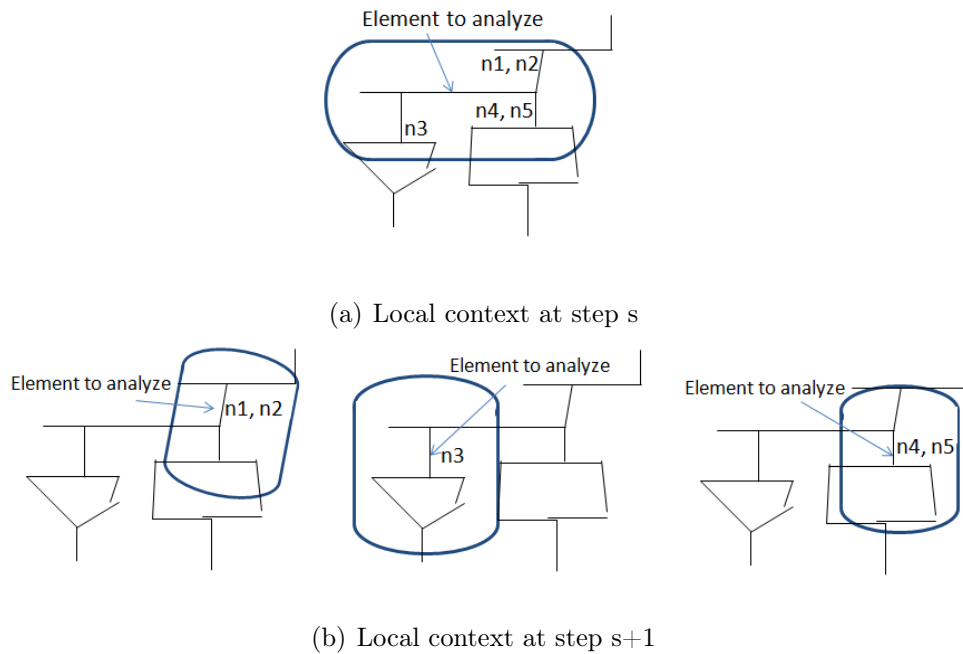 Element to analyze
n1, n2
n4, n5
n3
(a) Local context at step s
Element to analyze
n1, n2
Element to analyze
n3
Element to analyze
n4, n5
(b) Local context at step s+1